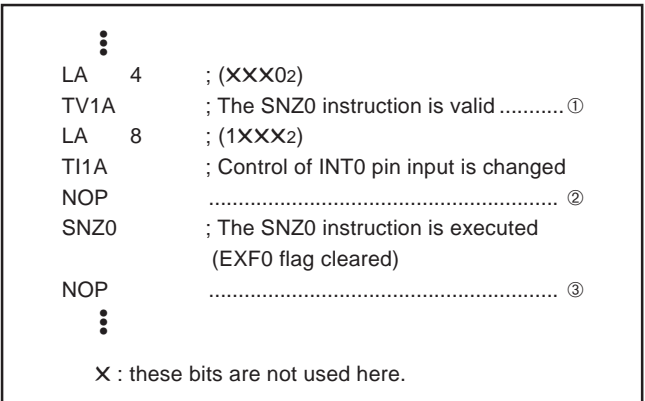 LA 4 ; (XXX02)
TV1A ; The SNZ0 instruction is valid ........... ①
LA 8 ; (1XXX2)
TI1A ; Control of INT0 pin input is changed
NOP .......................................................... ②
SNZ0 ; The SNZ0 instruction is executed
(EXF0 flag cleared)
NOP .......................................................... ③
X : these bits are not used here.